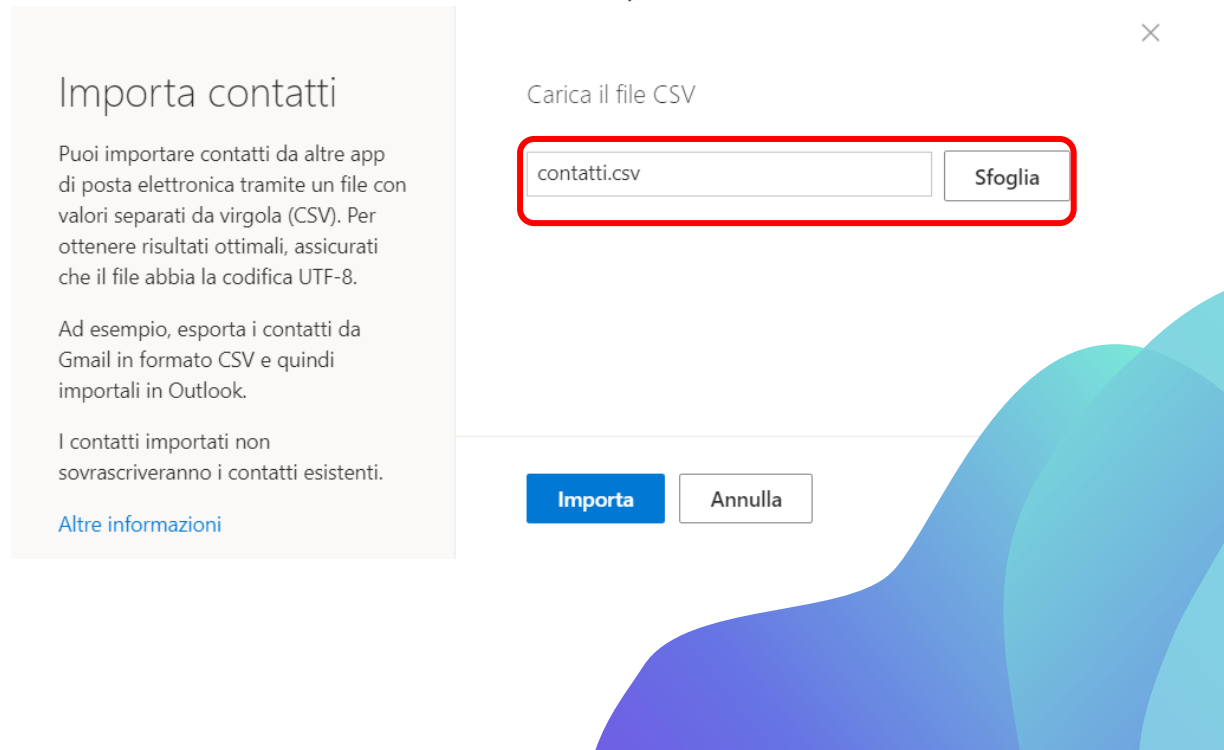 Importa contatti
Puoi importare contatti da altre app
di posta elettronica tramite un file con
valori separati da virgola (CSV). Per
ottenere risultati ottimali, assicurati
che il file abbia la codifica UTF-8.
Ad esempio, esporta i contatti da
Gmail in formato CSV e quindi
importali in Outlook.
I contatti importati non
sovrascriveranno i contatti esistenti.
Altre informazioni
Carica il file CSV
contatti.csv
Sfoglia
Importa
Annulla